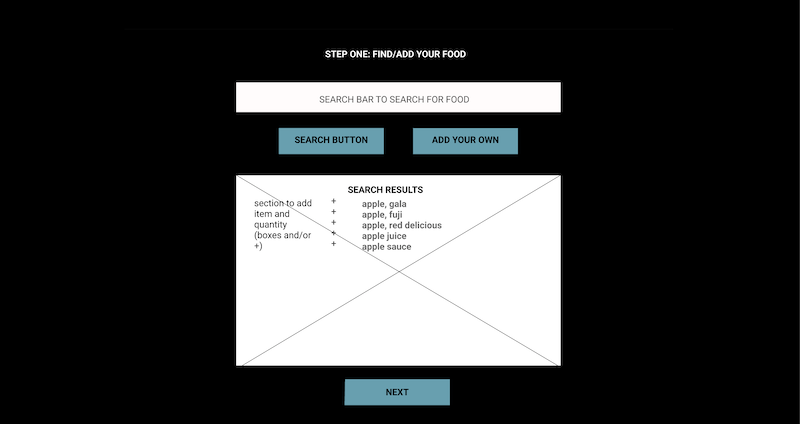 STEP ONE: FIND/ADD YOUR FOOD
SEARCH BAR TO SEARCH FOR FOOD
SEARCH BUTTON
ADD YOUR OWN
SEARCH RESULTS
section to add
item and
quantity
(boxes and/or
+)
+
+
+
+
+
apple, gala
apple, fuji
apple, red delicious
apple juice
apple sauce
NEXT